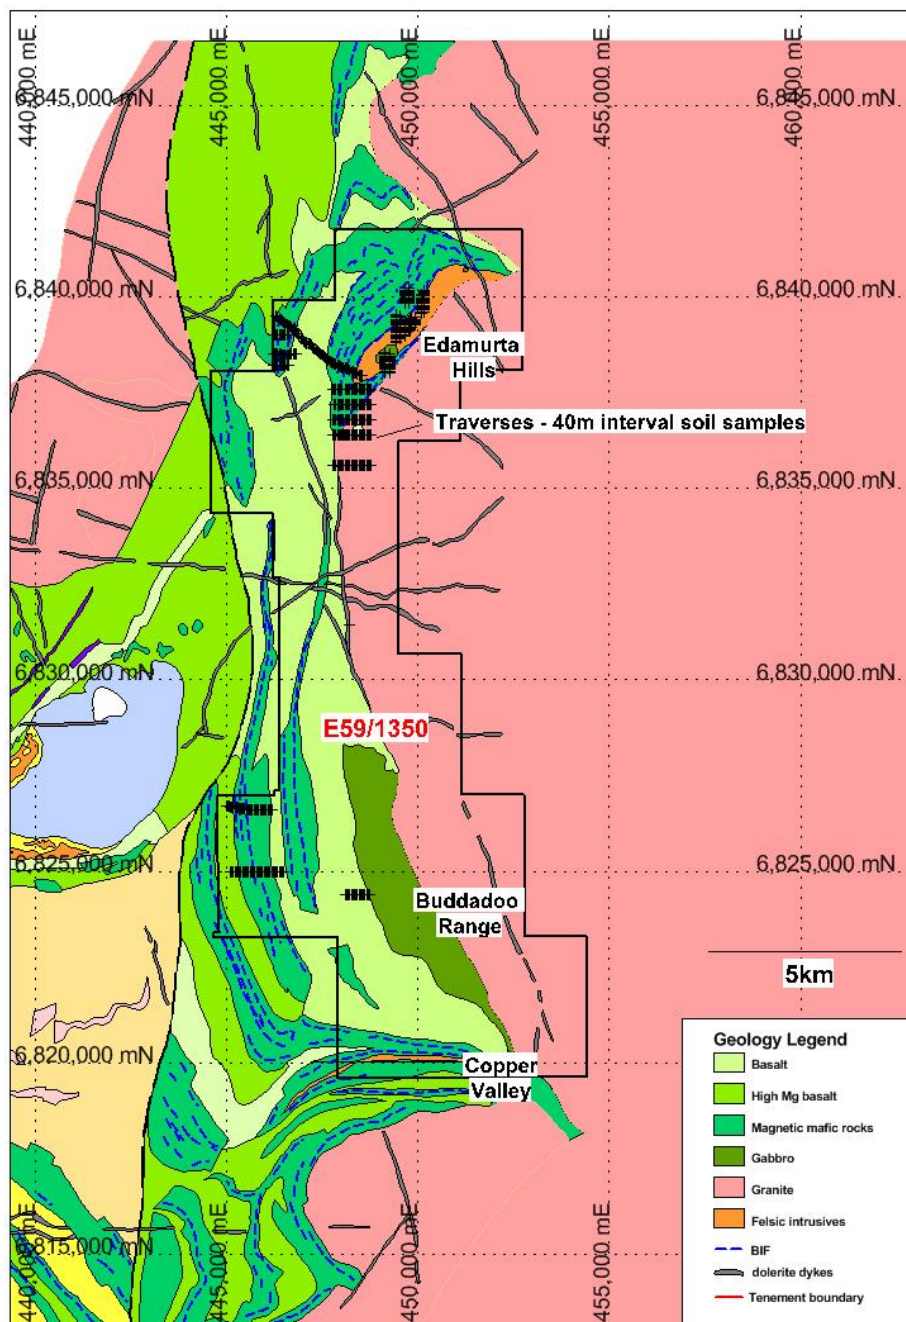 440,000 mE
445,000 mE
450,000 mE
455,000 mE
460,000 mE
6,845,000 mN
6,845,000 mN
6,840,000 mN
6,840,000 mN
Edamurta
Hills
Traverses - 40m interval soil samples
6,835,000 mN
6,835,000 mN
6,830,000 mN
6,830,000 mN
E59/1350
6,825,000 mN
6,825,000 mN
Buddadoo
Range
5km
6,820,000 mN
6,820,000 mN
Copper
Valley
6,815,000 mN
440,000 mE
445,000 mE
450,000 mE
455,000 mE
Geology Legend
Basalt
High Mg basalt
Magnetic mafic rocks
Gabbro
Granite
Felsic intrusives
BIF
dolerite dykes
Tenement boundary